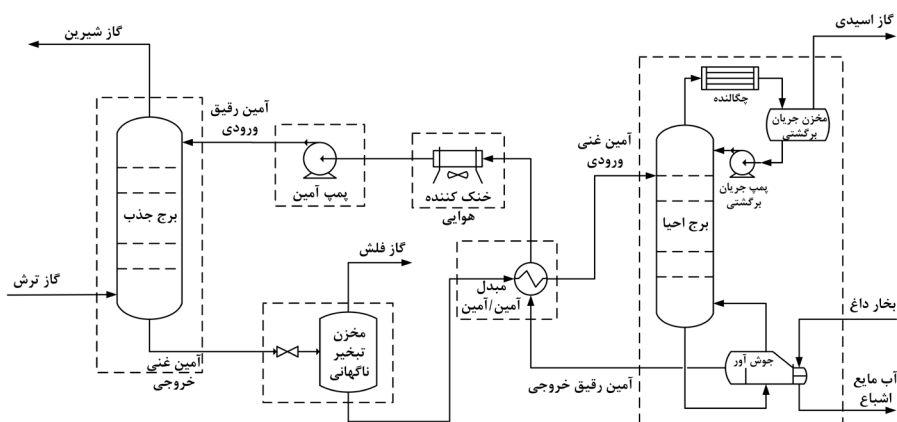 گاز اسیدی
گاز شیرین
چگالنده
مخزن جریان
برگشتی
آمین رقیق
ورودی
آمین غنی
ورودی
پمپ جریان
برگشتی
پمپ آمین
خنک کننده
هوایی
برج جذب
برج احیا
گاز فلش
گاز ترش
مبدل
آمین/آمین
بخار داغ
مخزن
تبخیر
ناگهانی
آمین غنی
خروجی
جوش آور
آمین رقیق خروجی
آب مایع
اشباع